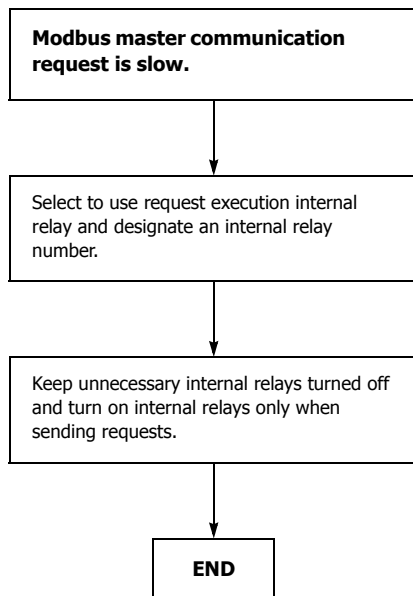 Modbus master communication
request is slow.
Select to use request execution internal
relay and designate an internal relay
number.
Keep unnecessary internal relays turned off
and turn on internal relays only when
sending requests.
END